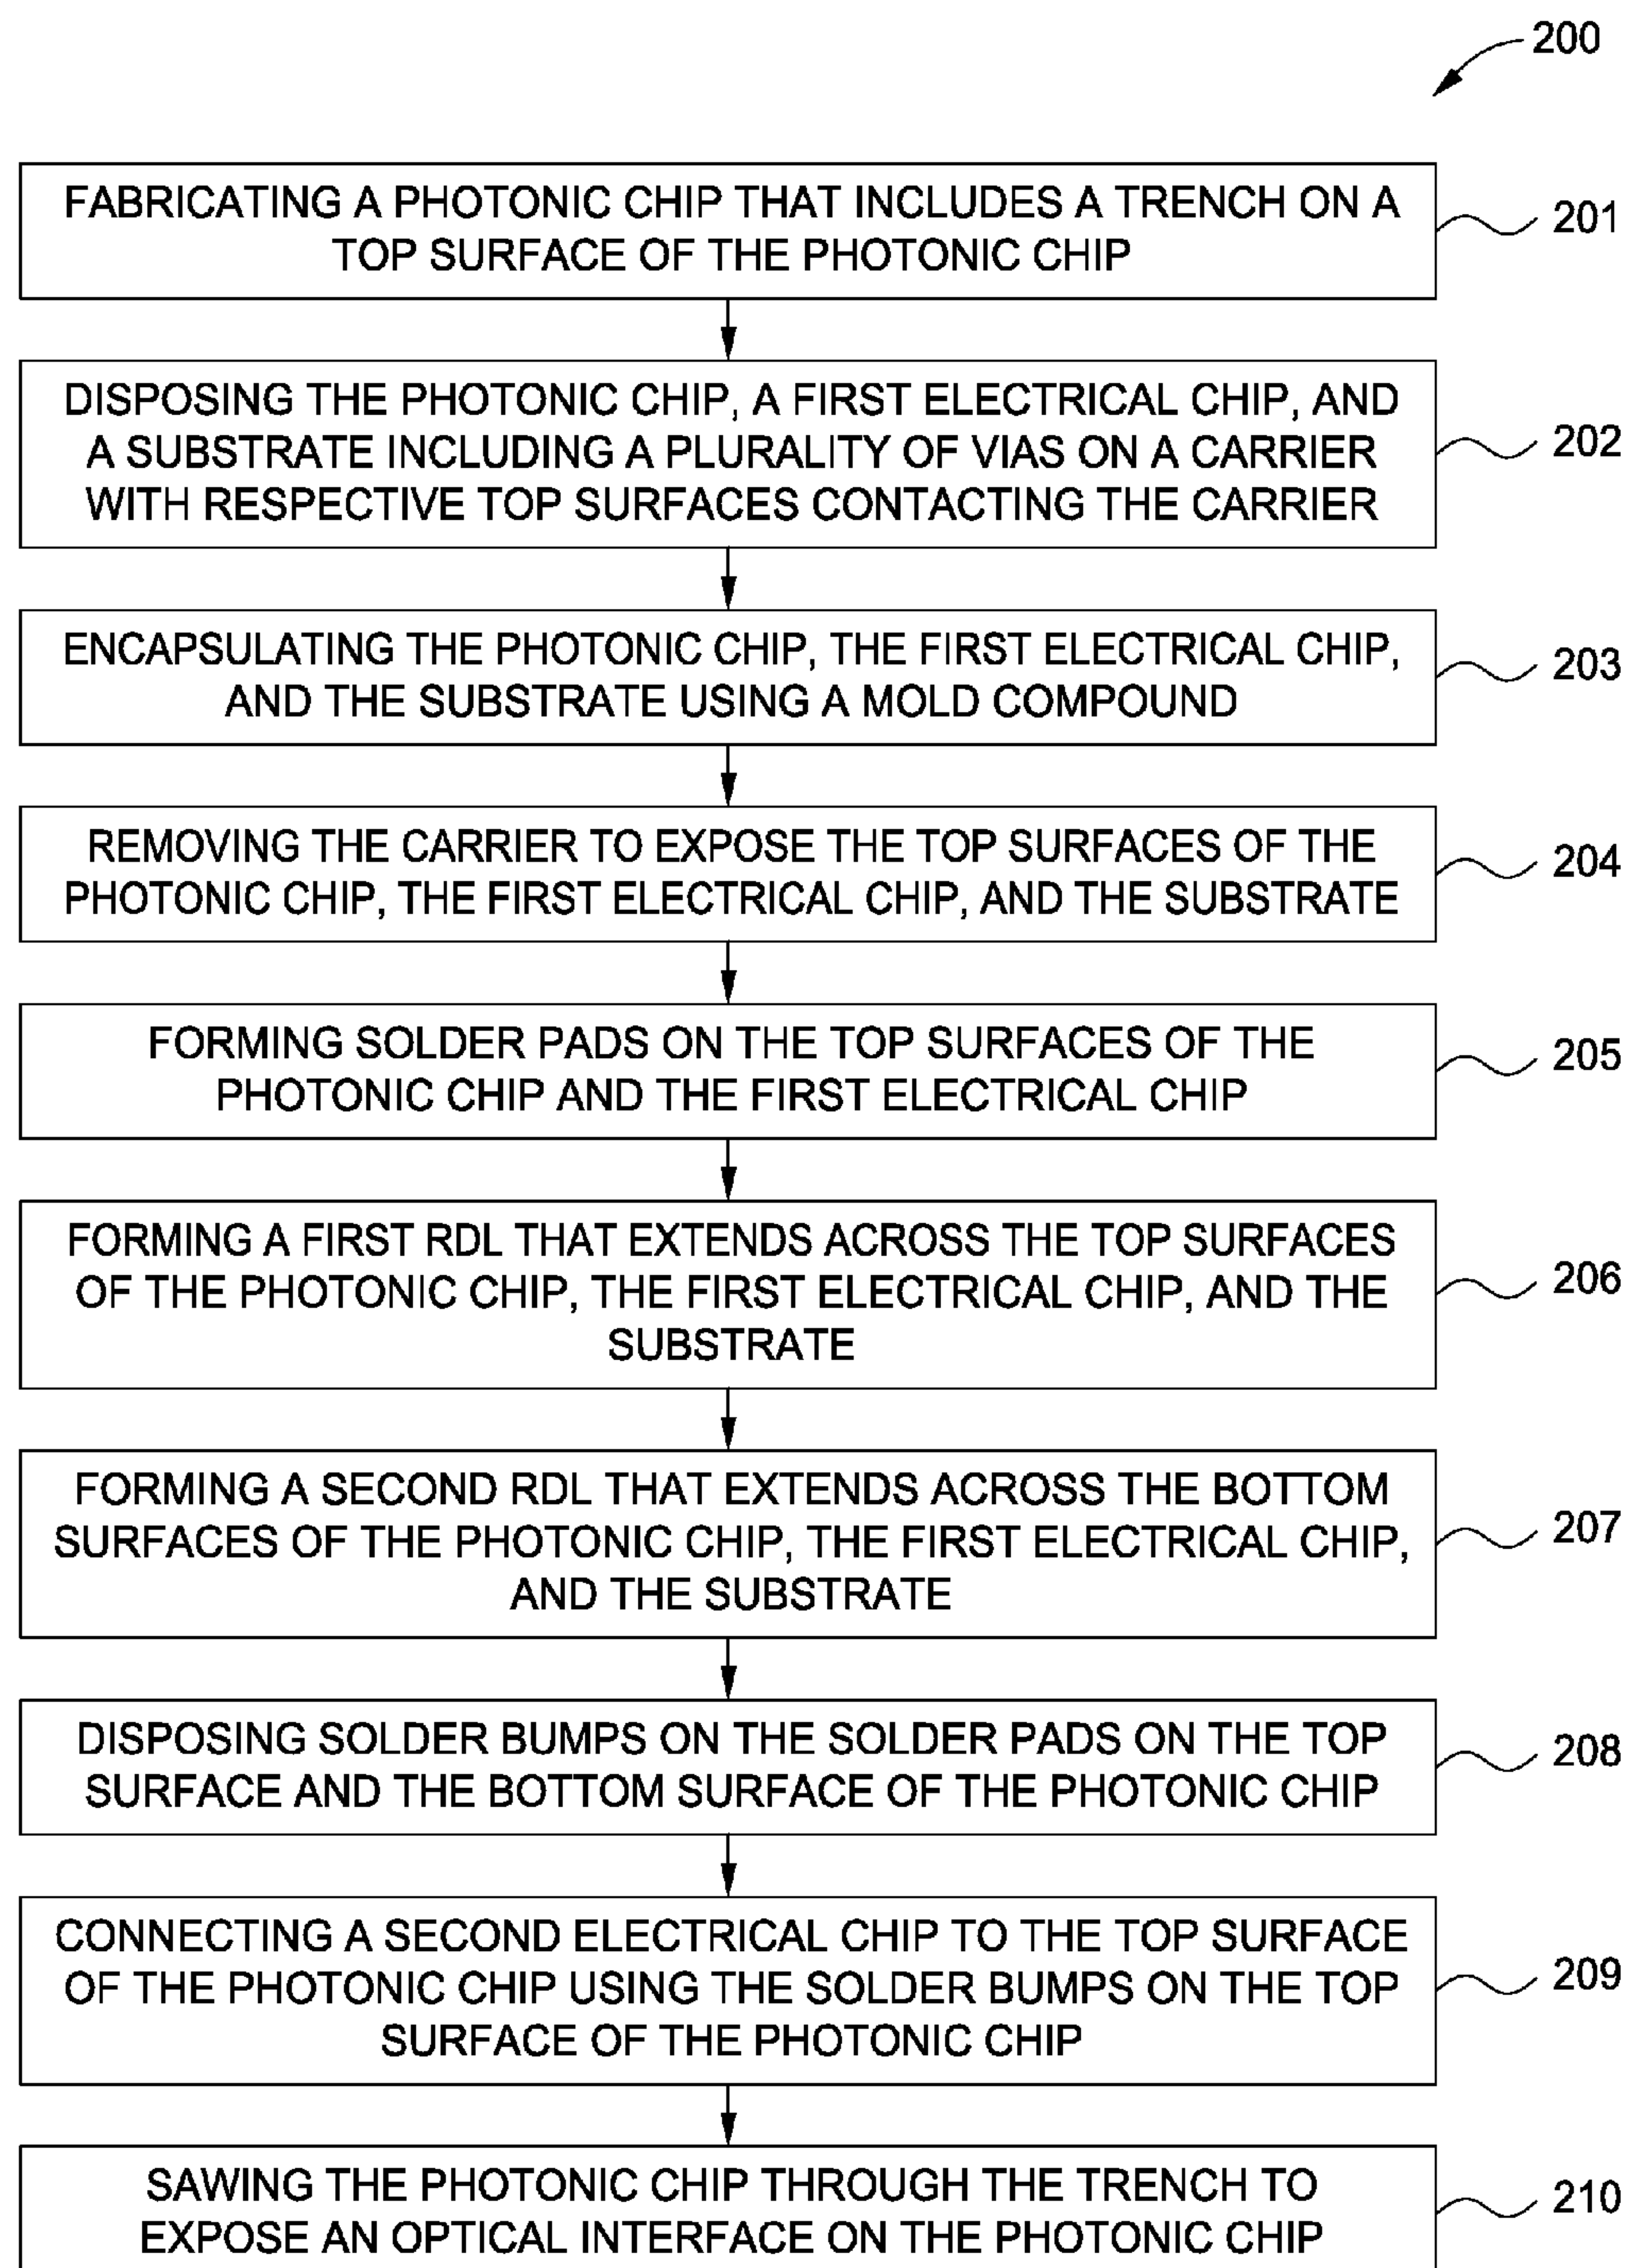 200
FABRICATING A PHOTONIC CHIP THAT INCLUDES A TRENCH ON A
TOP SURFACE OF THE PHOTONIC CHIP
201
DISPOSING THE PHOTONIC CHIP, A FIRST ELECTRICAL CHIP, AND
A SUBSTRATE INCLUDING A PLURALITY OF VIAS ON A CARRIER
WITH RESPECTIVE TOP SURFACES CONTACTING THE CARRIER
202
ENCAPSULATING THE PHOTONIC CHIP, THE FIRST ELECTRICAL CHIP,
AND THE SUBSTRATE USING A MOLD COMPOUND
203
REMOVING THE CARRIER TO EXPOSE THE TOP SURFACES OF THE
PHOTONIC CHIP, THE FIRST ELECTRICAL CHIP, AND THE SUBSTRATE
204
FORMING SOLDER PADS ON THE TOP SURFACES OF THE
PHOTONIC CHIP AND THE FIRST ELECTRICAL CHIP
205
FORMING A FIRST RDL THAT EXTENDS ACROSS THE TOP SURFACES
OF THE PHOTONIC CHIP, THE FIRST ELECTRICAL CHIP, AND THE
SUBSTRATE
206
FORMING A SECOND RDL THAT EXTENDS ACROSS THE BOTTOM
SURFACES OF THE PHOTONIC CHIP, THE FIRST ELECTRICAL CHIP,
AND THE SUBSTRATE
207
DISPOSING SOLDER BUMPS ON THE SOLDER PADS ON THE TOP
SURFACE AND THE BOTTOM SURFACE OF THE PHOTONIC CHIP
208
CONNECTING A SECOND ELECTRICAL CHIP TO THE TOP SURFACE
OF THE PHOTONIC CHIP USING THE SOLDER BUMPS ON THE TOP
SURFACE OF THE PHOTONIC CHIP
209
SAWING THE PHOTONIC CHIP THROUGH THE TRENCH TO
EXPOSE AN OPTICAL INTERFACE ON THE PHOTONIC CHIP
210